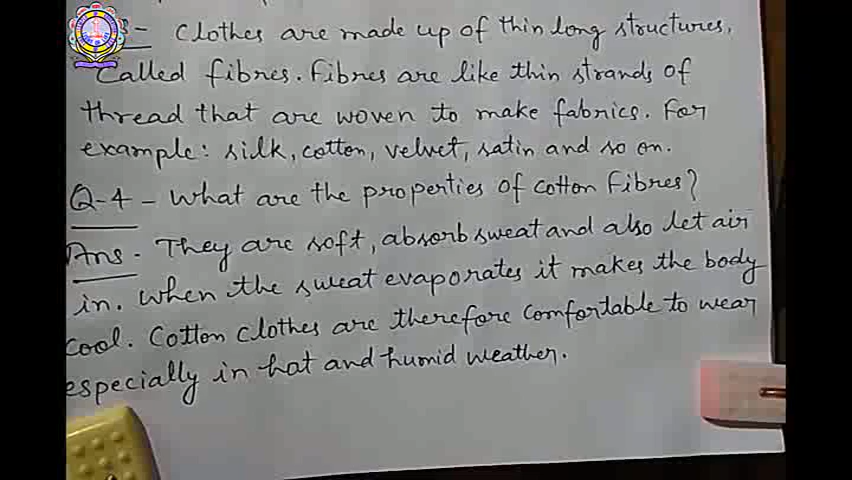 s- Clothes are made up of thin long structures,
Called fibres. Fibres are like thin strands of
thread that are woven to make fabrics. For
example: silk, cotton, velvet, satin and so on.
Q-4 - What are the properties of cotton fibres?
Ans - They are soft, absorb sweat and also let air
in. When the sweat evaporates it makes the body
cool. Cotton clothes are therefore comfortable to wear
especially in hot and humid weather.